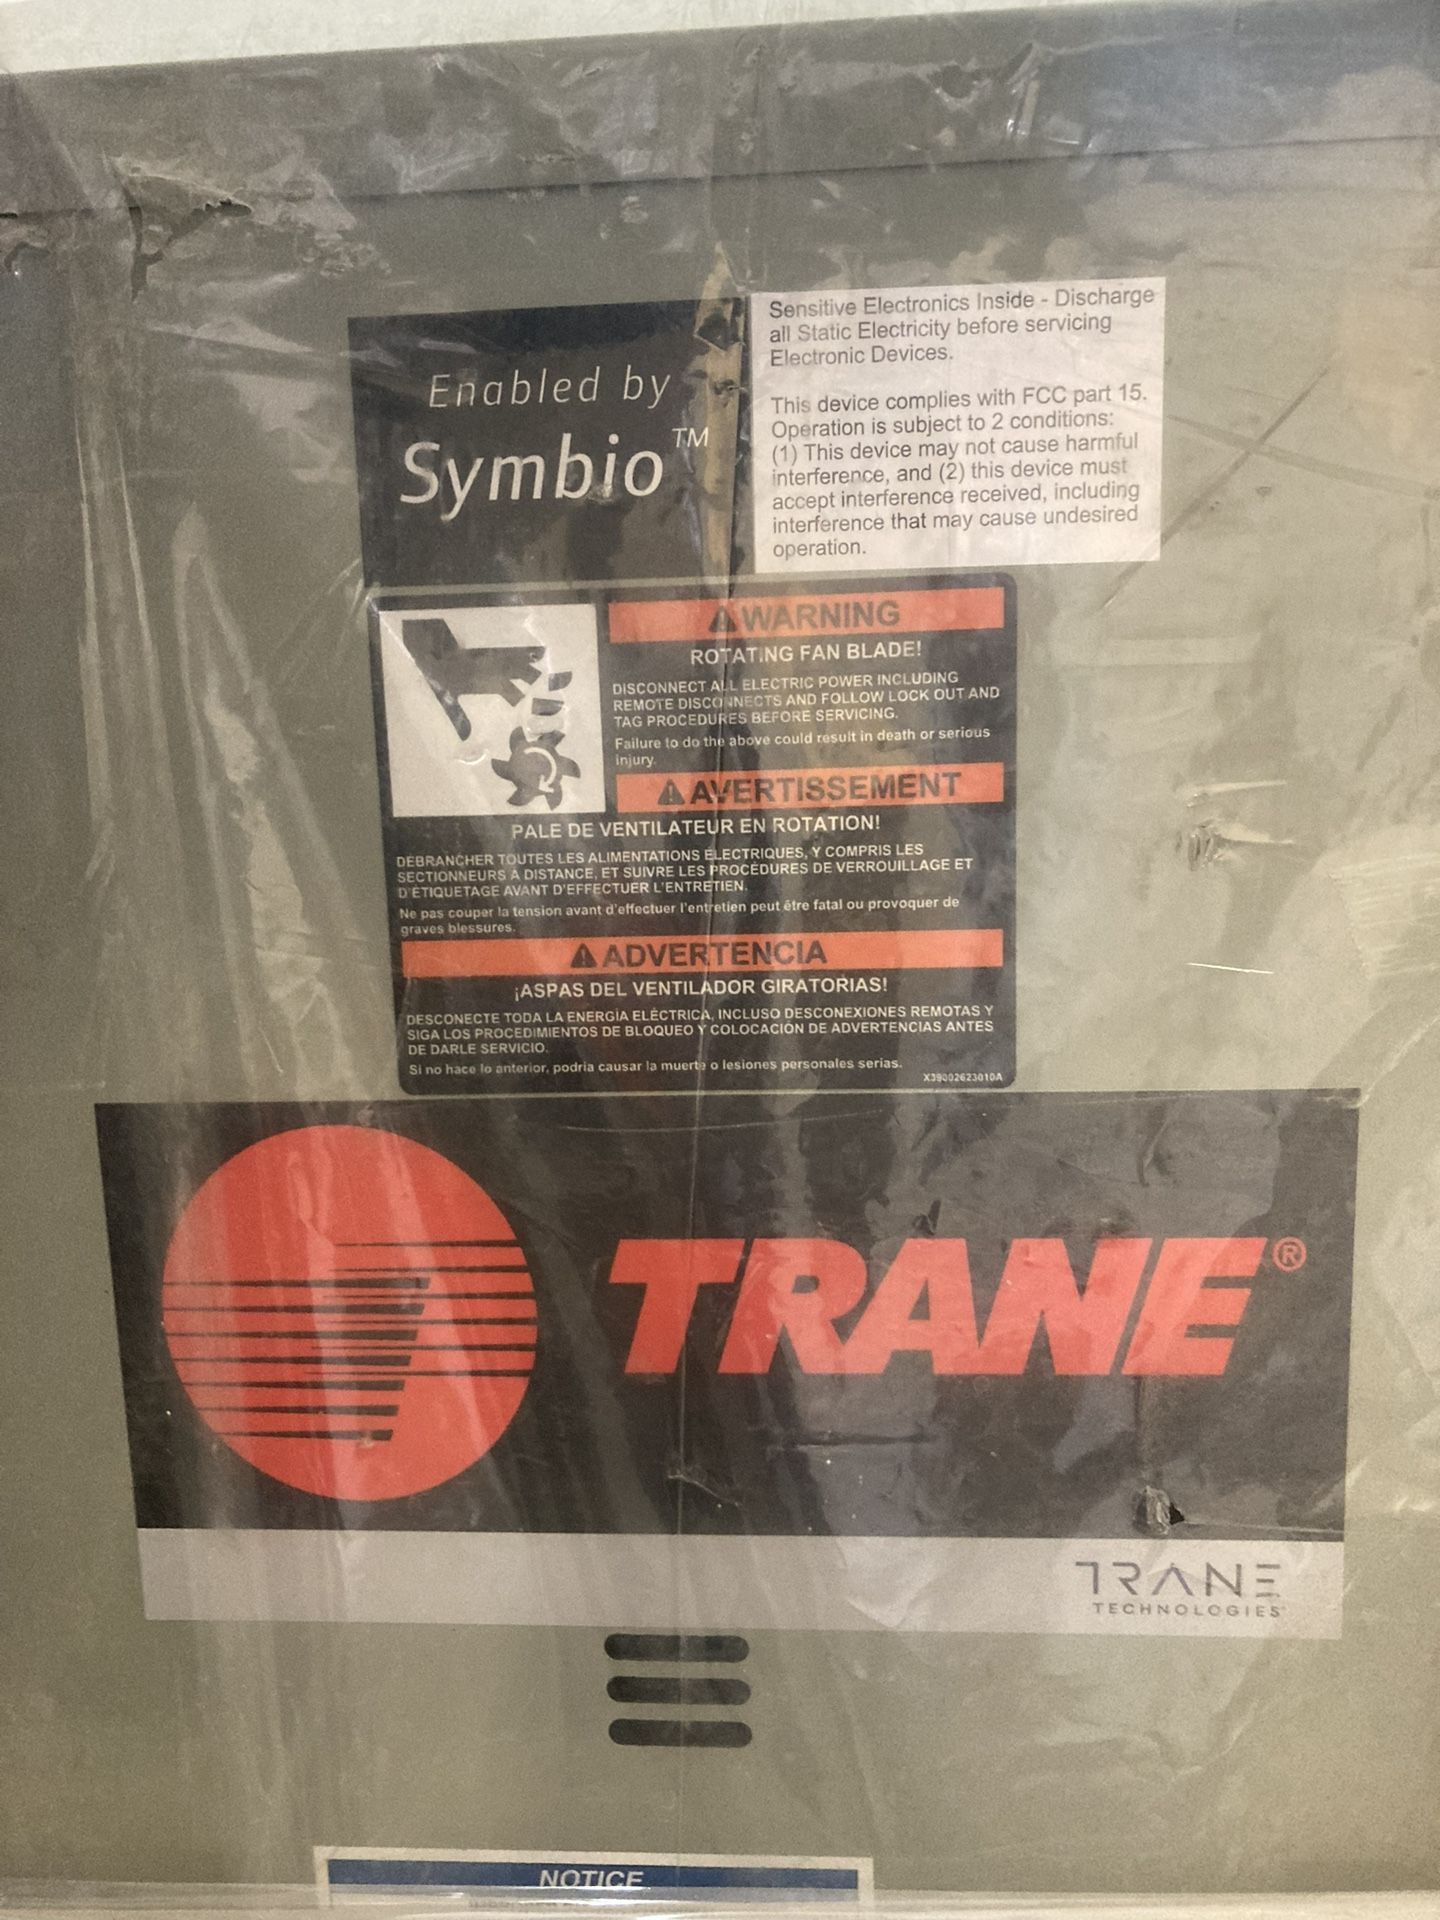 Enabled by
Symbio™
Sensitive Electronics Inside - Discharge
all Static Electricity before servicing
Electronic Devices.
This device complies with FCC part 15.
Operation is subject to 2 conditions:
(1) This device may not cause harmful
interference, and (2) this device must
accept interference received, including
interference that may cause undesired
operation.
WARNING
ROTATING FAN BLADE!
DISCONNECT ALL ELECTRIC POWER INCLUDING
REMOTE DISCONNECTS AND FOLLOW LOCK OUT AND
TAG PROCEDURES BEFORE SERVICING.
Failure to do the above could result in death or serious
injury.
AVERTISSEMENT
PALE DE VENTILATEUR EN ROTATION!
DÉBRANCHER TOUTES LES ALIMENTATIONS ÉLECTRIQUES, Y COMPRIS LES
SECTIONNEURS À DISTANCE, ET SUIVRE LES PROCÉDURES DE VERROUILLAGE ET
D'ÉTIQUETAGE AVANT D'EFFECTUER L'ENTRETIEN.
Ne pas couper la tension avant d'effectuer l'entretien peut être fatal ou provoquer de
graves blessures.
ADVERTENCIA
¡ASPAS DEL VENTILADOR GIRATORIAS!
DESCONECTE TODA LA ENERGÍA ELÉCTRICA, INCLUSO DESCONEXIONES REMOTAS Y
SIGA LOS PROCEDIMIENTOS DE BLOQUEO Y COLOCACIÓN DE ADVERTENCIAS ANTES
DE DARLE SERVICIO.
Si no hace lo anterior, podría causar la muerte o lesiones personales serias.
X39002623010A
TRANE®
TRANE
TECHNOLOGIES
NOTICE